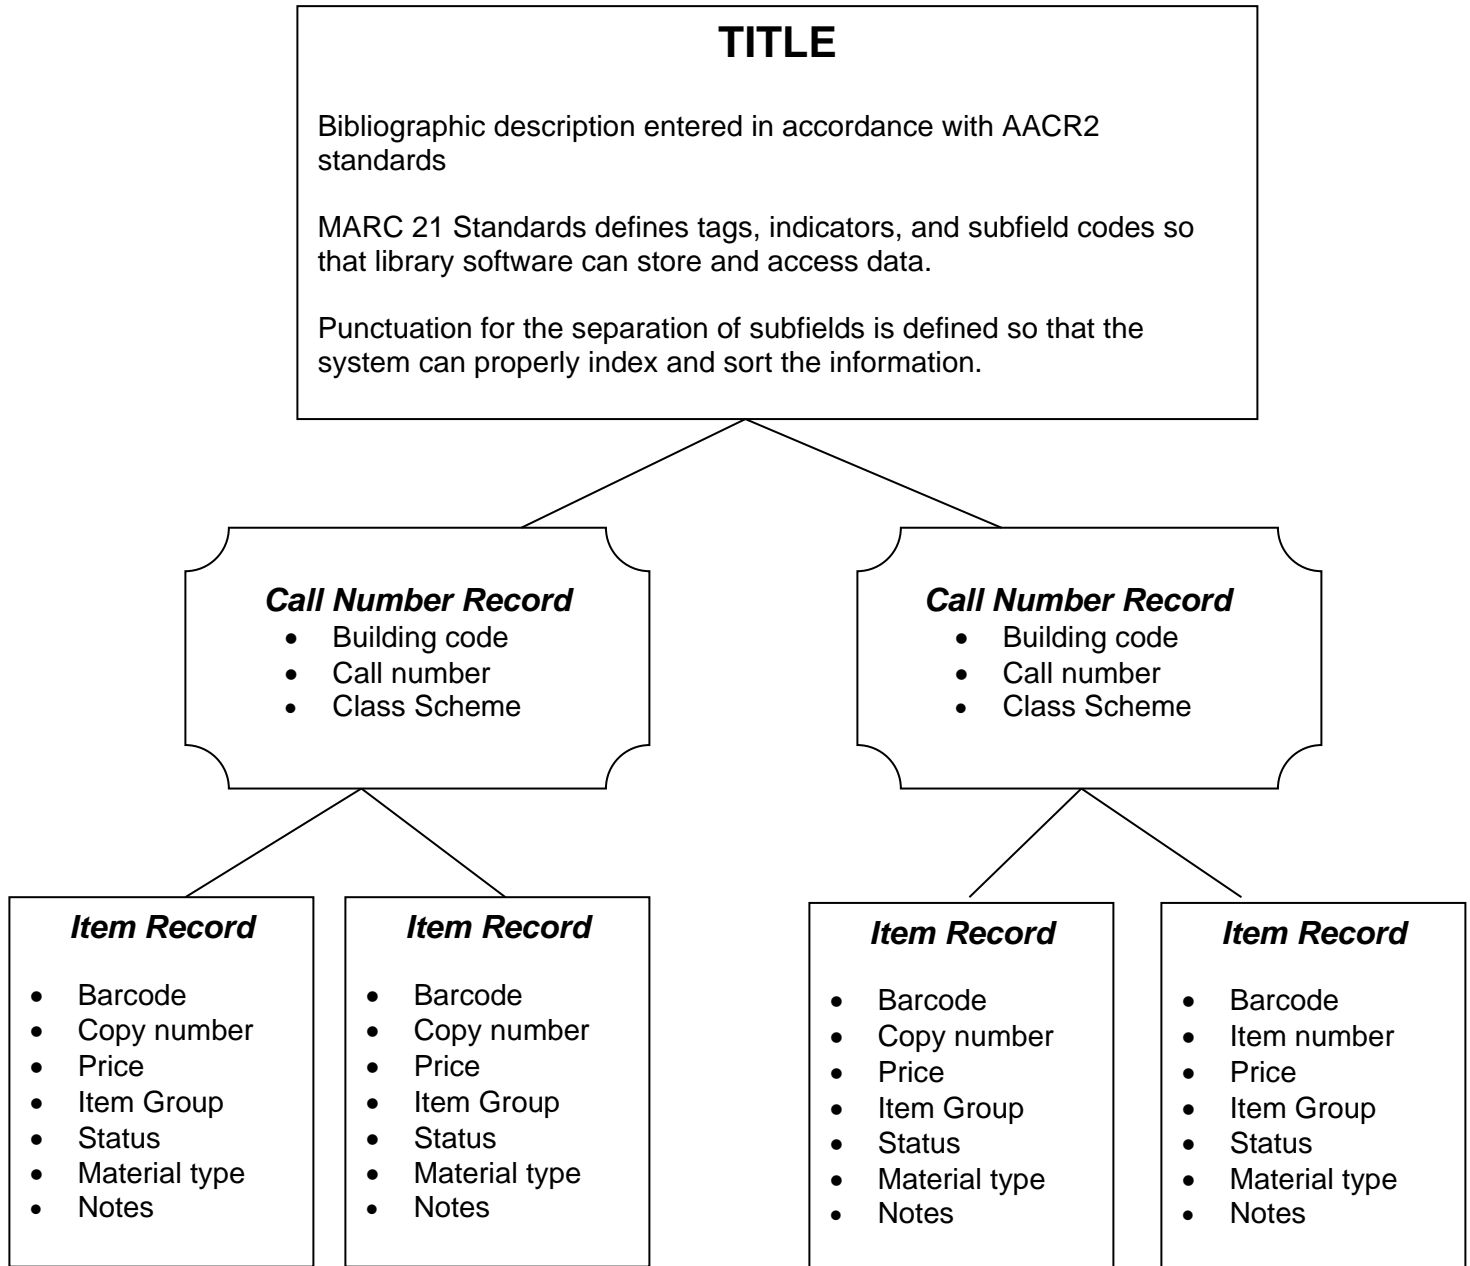 TITLE
Bibliographic description entered in accordance with AACR2
standards
MARC 21 Standards defines tags, indicators, and subfield codes so
that library software can store and access data.
Punctuation for the separation of subfields is defined so that the
system can properly index and sort the information.
Call Number Record
• Building code
• Call number
• Class Scheme
Call Number Record
• Building code
• Call number
• Class Scheme
Item Record
• Barcode
• Copy number
• Price
• Item Group
• Status
• Material type
• Notes
Item Record
• Barcode
• Copy number
• Price
• Item Group
• Status
• Material type
• Notes
Item Record
• Barcode
• Copy number
• Price
• Item Group
• Status
• Material type
• Notes
Item Record
• Barcode
• Item number
• Price
• Item Group
• Status
• Material type
• Notes